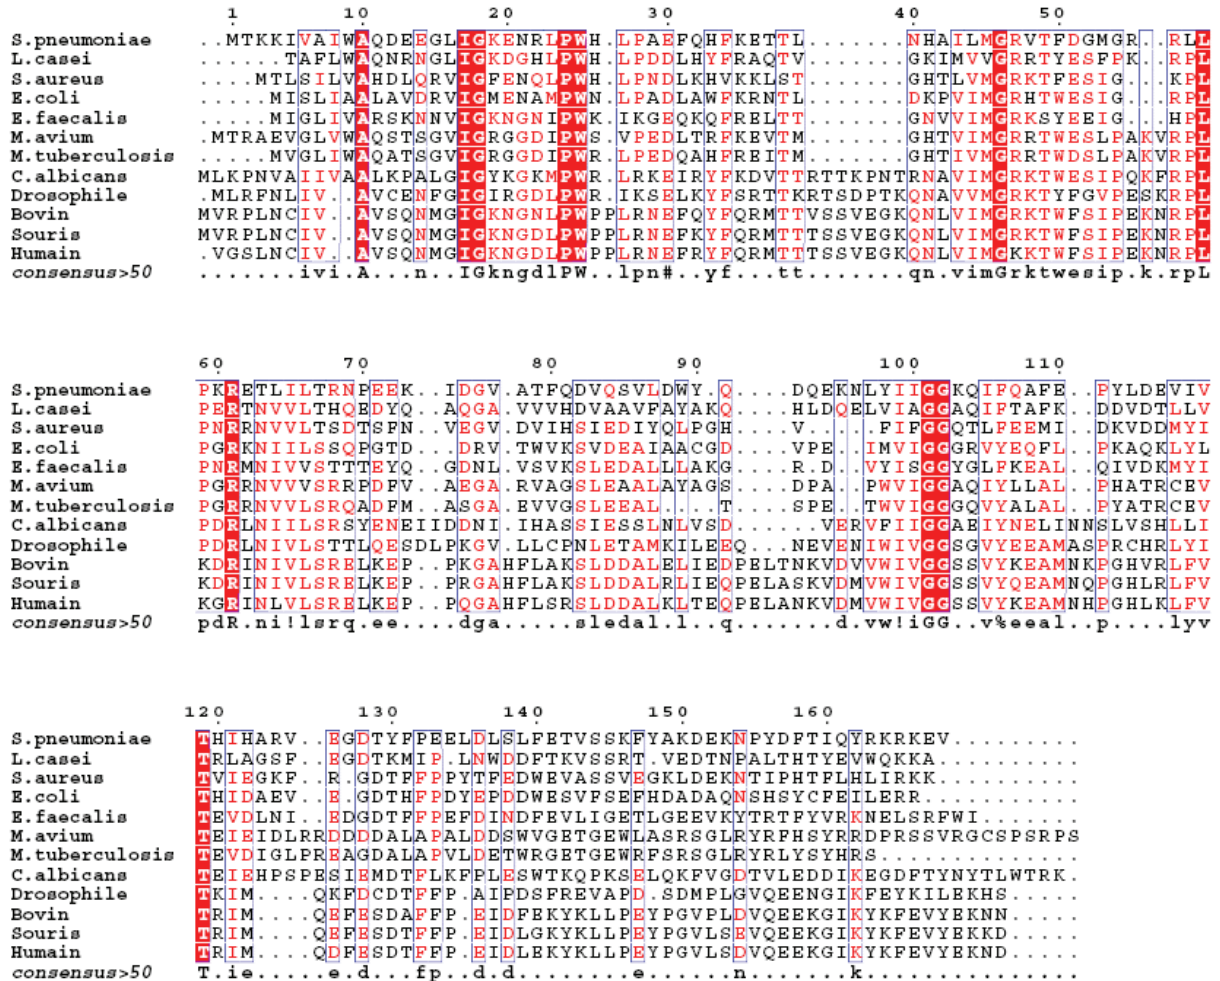 1 10 20 30 40 50
S.pneumoniae ..MTKKIVAIWAQDEEGLIGKENRLPWH.LPAEFQHFKETTL.......NHAILMGRVTFDGMGR..RLL
L.casei ......TAFLWAQNRNGLIGKDGHLPWH.LPDDLHYFRAQTV.......GKIMVVGRRTYESFPK..RPL
S.aureus ....MTLSILVAHDLQRVIGFENQLPWH.LPNDLKHVKKLST.......GHTLVMGRKTFESIG...KPL
E.coli .....MISLIAALAVDRVIGMENAMPWN.LPADLAWFKRNTL.......DKPVIMGRHTWESIG...RPL
E.faecalis .....MIGLIVARSKNNVIGKNGNIPWK.IKGEQKQFRELTT.......GNVVIMGRKSYEEIG...HPL
M.avium .MTRAEVGLVWAQSTSGVIGRGGDIPWS.VPEDLTRFKEVTM.......GHTVIMGRRTWESLPAKVRPL
M.tuberculosis .....MVGLIWAQATSGVIGRGGDIPWR.LPEDQAHFREITM.......GHTIVMGRRTWDSLPAKVRPL
C.albicans MLKPNVAIIVAALKPALGIGYKGKMPWR.LRKEIRYFKDVTTRTTKPNTRNAVIMGRKTWESIPQKFRPL
Drosophile .MLRFNLIV..AVCENFGIGIRGDLPWR.IKSELKYFSRTTKRTSDPTKQNAVVMGRKTYFGVPESKRPL
Bovin MVRPLNCIV..AVSQNMGIGKNGNLPWPPLRNEFQYFQRMTTVSSVEGKQNLVIMGRKTWFSIPEKNRPL
Souris MVRPLNCIV..AVSQNMGIGKNGDLPWPPLRNEFKYFQRMTTTSSVEGKQNLVIMGRKTWFSIPEKNRPL
Humain .VGSLNCIV..AVSQNMGIGKNGDLPWPPLRNEFRYFQRMTTTSSVEGKQNLVIMGKKTWFSIPEKNRPL
consensus>50 .......ivi.A...n..IGkngdlPW..lpn#..yf...tt.......qn.vimGrktwesip.k.rpL
60 70 80 90 100 110
S.pneumoniae PKRETLILTRNPEEK..IDGV.ATFQDVQSVLDWY.Q....DQEKNLYIIGGKQIFQAFE..PYLDEVIV
L.casei PERTNVVLTHQEDYQ..AQGA.VVVHDVAAVFAYAKQ....HLDQELVIAGGAQIFTAFK..DDVDTLLV
S.aureus PNRRNVVLTSDTSFN..VEGV.DVIHSIEDIYQLPGH....V.....FIFGGQTLFEEMI..DKVDDMYI
E.coli PGRKNIILSSQPGTD...DRV.TWVKSVDEAIAACGD....VPE...IMVIGGGRVYEQFL..PKAQKLYL
E.faecalis PNRMNIVVSTTTEYQ..GDNL.VSVKSLEDALLLAKG....R.D...VYISGGYGLFKEAL..QIVDKMYI
M.avium PGRRNVVVSRRPDFV..AEGA.RVAGSLEAALAYAGS....DPA...PWVIGGAQIYLLAL..PHATRCEV
M.tuberculosis PGRRNVVLSRQADFM..ASGA.EVVGSLEEAL...T.....SPE...TWVIGGGQVYALAL..PYATRCEV
C.albicans PDRLNIILSRSYENEIIDDNI.IHASSIESSLNLVSD......VERVFIIGGAEIYNELINNSLVSHLLI
Drosophile PDRLNIVLSTTLQESDLPKGV.LLCPNLETAMKILEEQ...NEVENIWIVGGSGVYEEAMASPRCHRLYI
Bovin KDRINIVLSRELKEP..PKGAHFLAKSLDDALELIEDPELTNKVDVVWIVGGSSVYKEAMNKPGHVRLFV
Souris KDRINIVLSRELKEP..PRGAHFLAKSLDDALRLIEQPELASKVDMVWIVGGSSVYQEAMNQPGHLRLFV
Humain KGRINLVLSRELKEP..PQGAHFLSRSLDDALKLTEQPELANKVDMVWIVGGSSVYKEAMNHPGHLKLFV
consensus>50 pdR.ni!lsrq.ee...dga.....sledal.l..q.......d.vw!iGG..v%eeal..p....lyv
120 130 140 150 160
S.pneumoniae THIHARV..EGDTYFPEELDLSLFETVSSKFYAKDEKNPYDFTIQYRKRKEV.........
L.casei TRLAGSF..EGDTKMIP.LNWDDFTKVSSRT.VEDTNPALTHTYEVWQKKA..........
S.aureus TVIEGKF..R.GDTFFPPYTFEDWEVASSVEGKLDEKNTIPHTFLHLIRKK..........
E.coli THIDAEV..E.GDTHFPDYEPDDWESVFSEFHDADAQNSHSYCFEILERR...........
E.faecalis TEVDLNI..EDGDTFFPEFDINDFEVLIGETLGEEVKYTRTFYVRKNELSRFWI.......
M.avium TEIEIDLRRDDDDALAPALDDSWVGETGEWLASRSGLRYRFHSYRRDPRSSVRGCSPSRPS
M.tuberculosis TEVDIGLPREAGDALAPVLDETWRGETGEWRFSRSGLRYRLYSYHRS..............
C.albicans TEIEHPSPESIEMDTFLKFPLESWTKQPKSELQKFVGDTVLEDDIKEGDFTYNYTLWTRK.
Drosophile TKIM....QKFDCDTFFP.AIPDSFREVAPD.SDMPLGVQEENGIKFEYKILEKHS.....
Bovin TRIM....QEFESDAFFP.EIDFEKYKLLPEYPGVPLDVQEEKGIKYKFEVYEKNN.....
Souris TRIM....QEFESDTFFP.EIDLGKYKLLPEYPGVLSEVQEEKGIKYKFEVYEKKD.....
Humain TRIM....QDFESDTFFP.EIDLEKYKLLPEYPGVLSDVQEEKGIKYKFEVYEKND.....
consensus>50 T.ie.....e.d...fp..d.d........e......n.......k...............